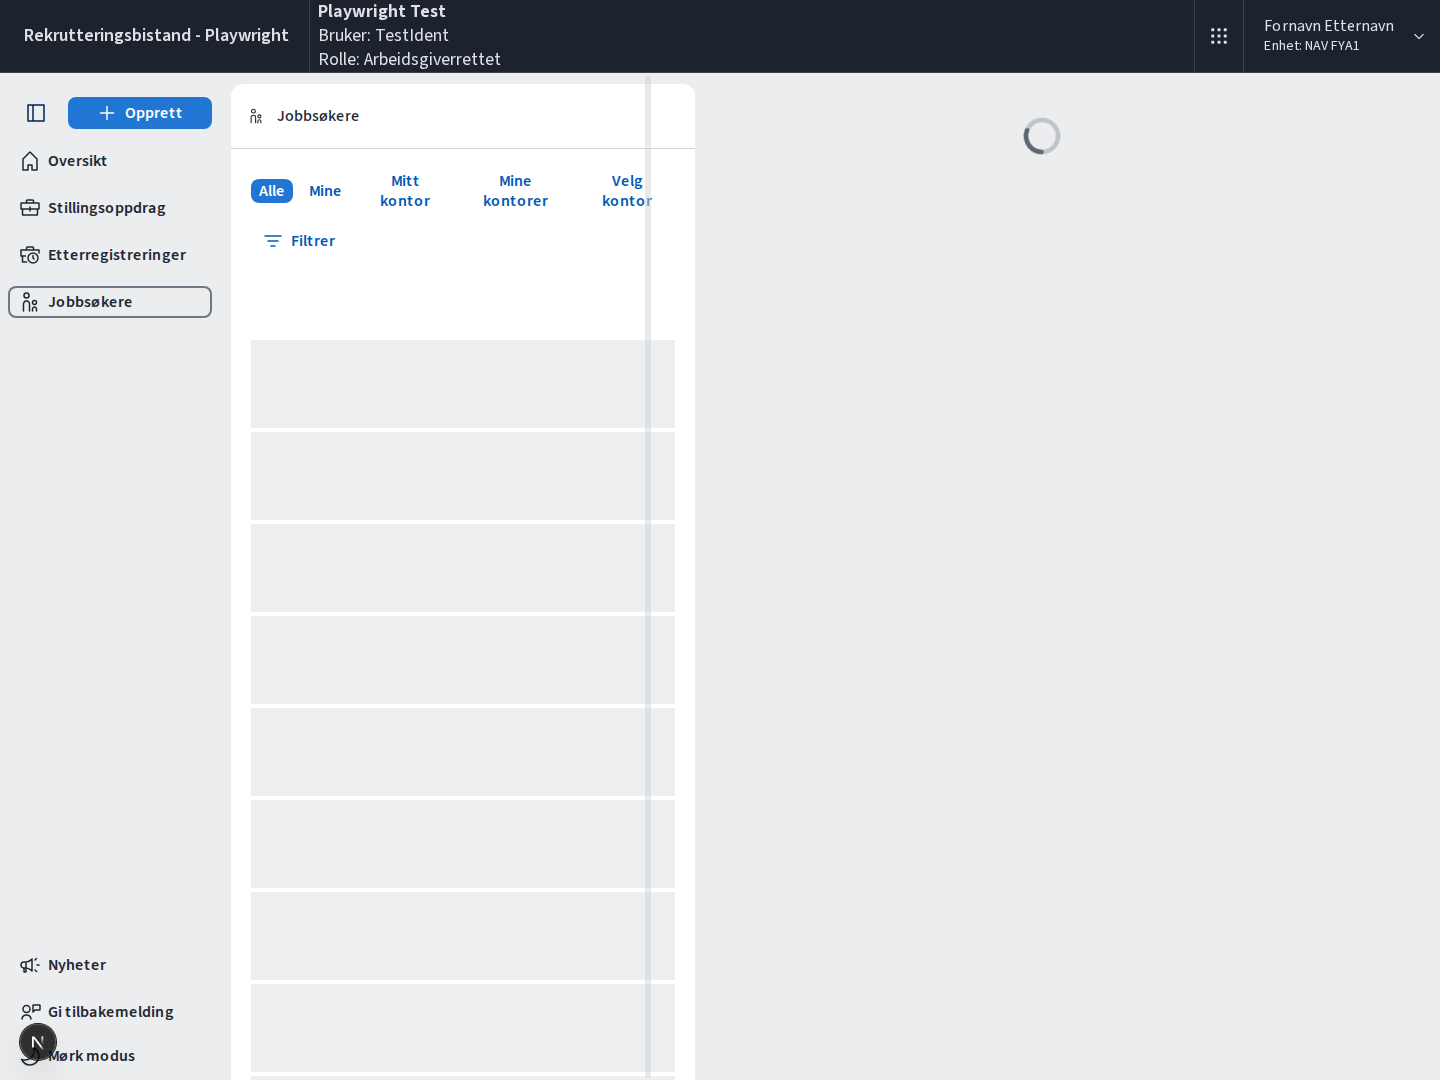 Rekrutteringsbistand - Playwright
Playwright Test
Bruker: TestIdent
Rolle: Arbeidsgiverrettet
Fornavn Etternavn
Enhet: NAV FYA1
Opprett
Oversikt
Stillingsoppdrag
Etterregistreringer
Jobbsøkere
Jobbsøkere
Alle
Mine
Mitt
kontor
Mine
kontorer
Velg
kontor
Filtrer
Nyheter
Gi tilbakemelding
N
Mørk modus